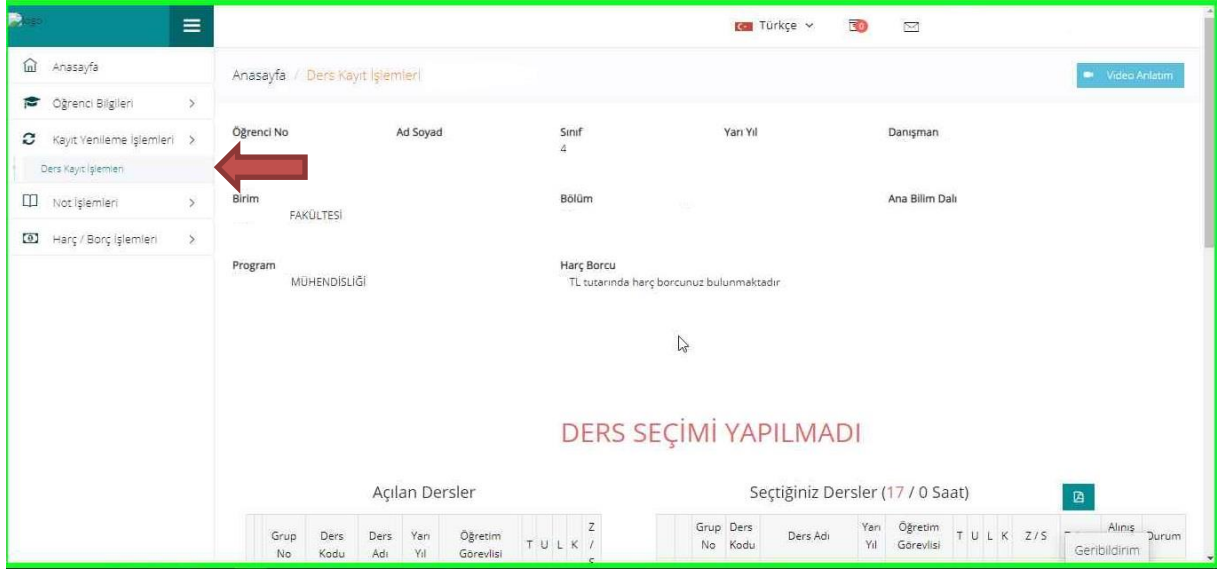 logo
Türkçe
0
Anasayfa
Öğrenci Bilgileri
Kayıt Yenileme İşlemleri
Ders Kayıt İşlemleri
Not İşlemleri
Harç / Borç İşlemleri
Anasayfa / Ders Kayıt İşlemleri
Video Anlatım
Öğrenci No Ad Soyad Sınıf Yarı Yıl Danışman
4
Birim Bölüm Ana Bilim Dalı
FAKÜLTESİ
Program Harç Borcu
MÜHENDİSLİĞİ TL tutarında harç borcunuz bulunmaktadır
DERS SEÇİMİ YAPILMADI
Açılan Dersler
Grup No Ders Kodu Ders Adı Yarı Yıl Öğretim Görevlisi T U L K Z / S
Seçtiğiniz Dersler (17 / 0 Saat)
Grup No Ders Kodu Ders Adı Yarı Yıl Öğretim Görevlisi T U L K Z / S Alınış Durum
Geribildirim